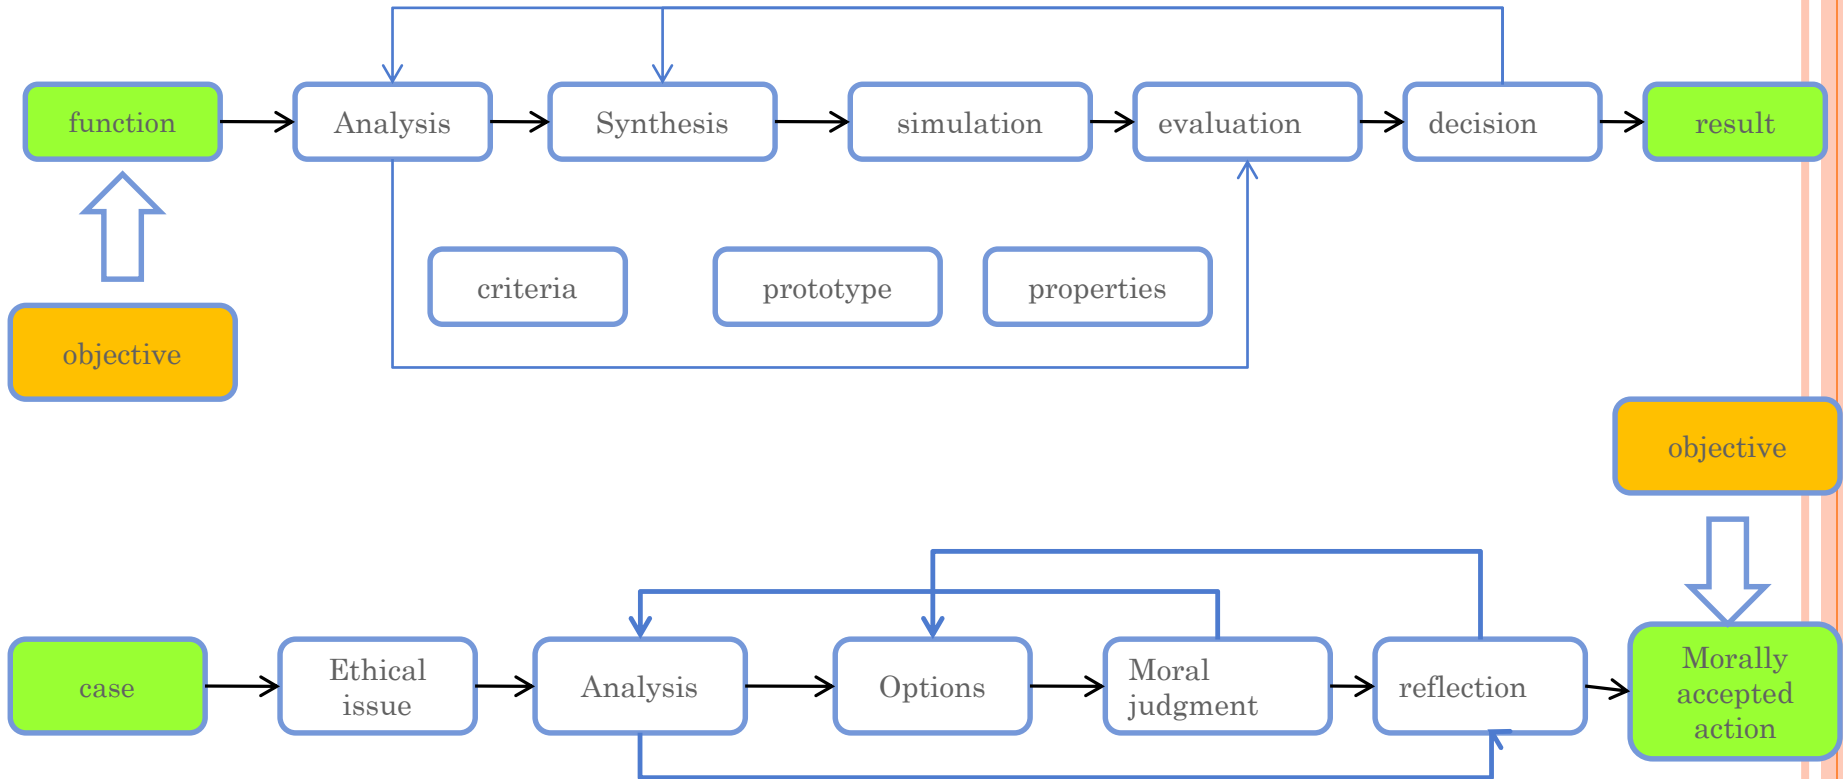 function
Analysis
Synthesis
simulation
evaluation
decision
result
criteria
prototype
properties
objective
objective
case
Ethical
issue
Analysis
Options
Moral
judgment
reflection
Morally
accepted
action